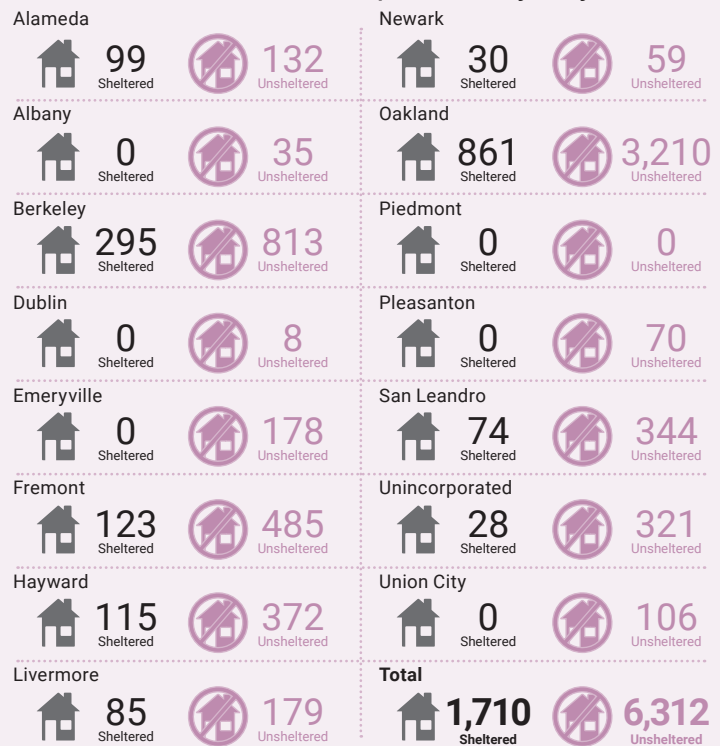 Alameda
99
Sheltered
132
Unsheltered
Albany
0
Sheltered
35
Unsheltered
Berkeley
295
Sheltered
813
Unsheltered
Dublin
0
Sheltered
8
Unsheltered
Emeryville
0
Sheltered
178
Unsheltered
Fremont
123
Sheltered
485
Unsheltered
Hayward
115
Sheltered
372
Unsheltered
Livermore
85
Sheltered
179
Unsheltered
Newark
30
Sheltered
59
Unsheltered
Oakland
861
Sheltered
3,210
Unsheltered
Piedmont
0
Sheltered
0
Unsheltered
Pleasanton
0
Sheltered
70
Unsheltered
San Leandro
74
Sheltered
344
Unsheltered
Unincorporated
28
Sheltered
321
Unsheltered
Union City
0
Sheltered
106
Unsheltered
Total
1,710
Sheltered
6,312
Unsheltered